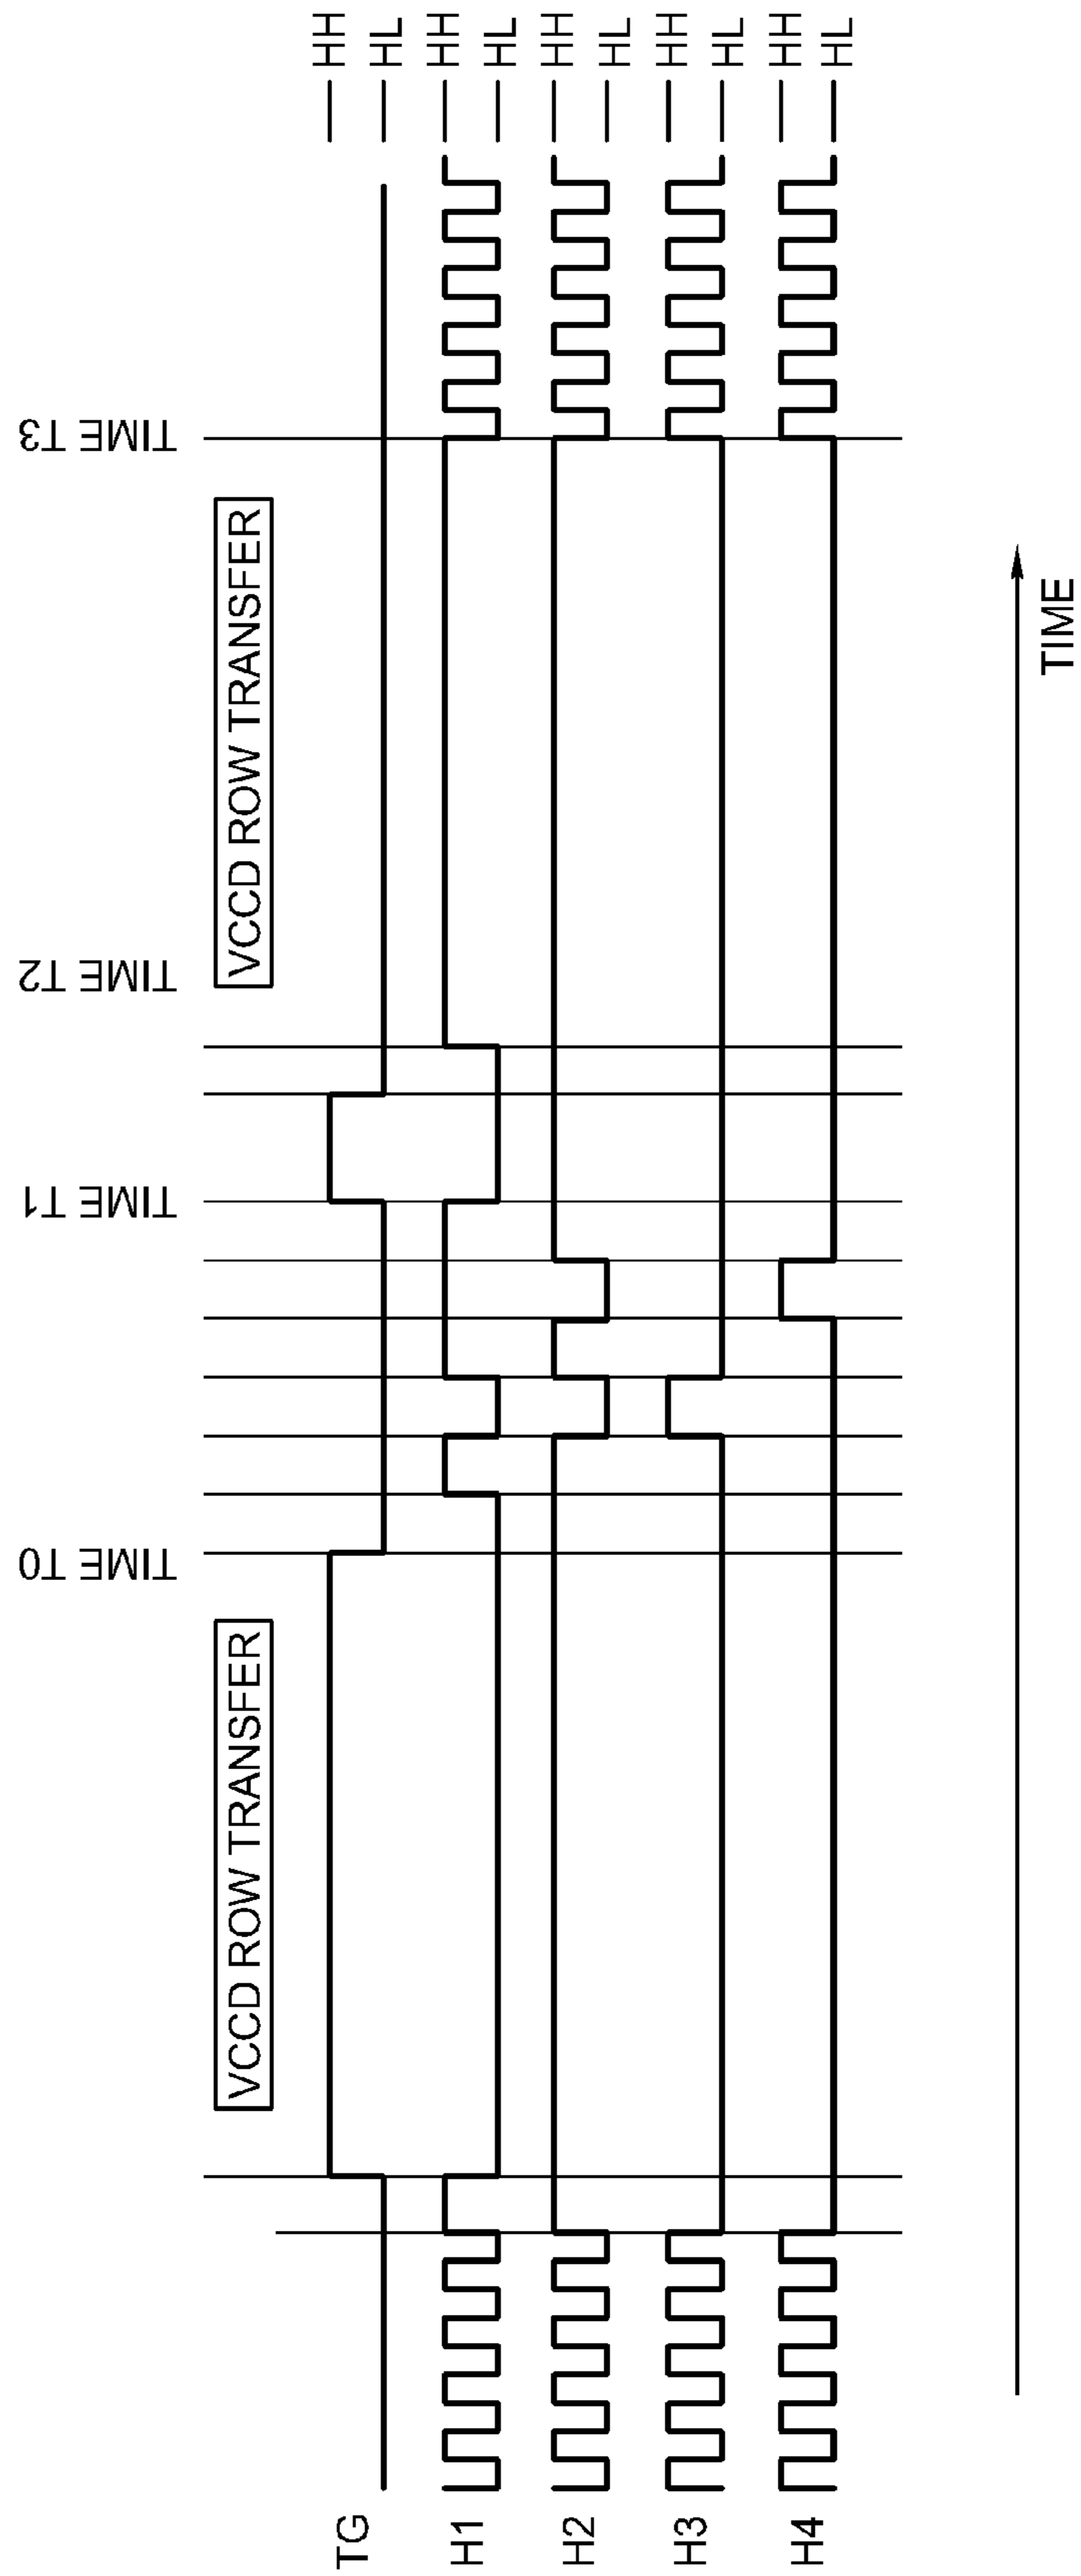 TIME T0
TIME T1
TIME T2
TIME T3
VCCD ROW TRANSFER
VCCD ROW TRANSFER
TG
HH
HL
H1
HH
HL
H2
HH
HL
H3
HH
HL
H4
HH
HL
TIME